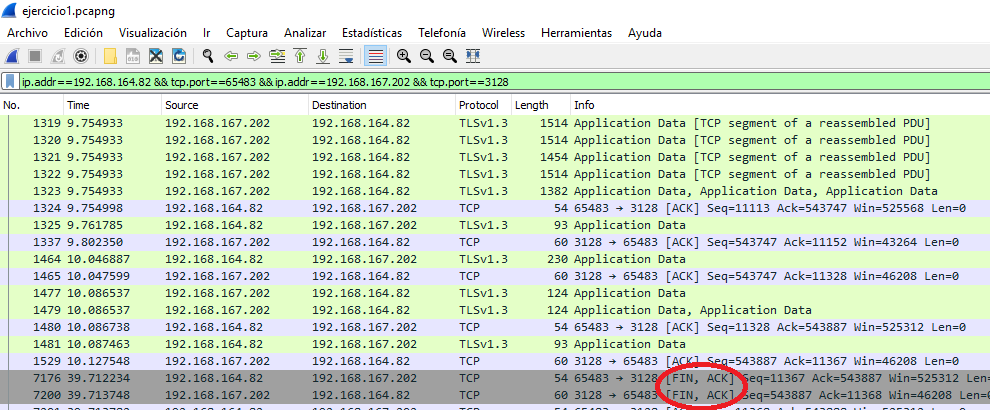 ejercicio1.pcapng
Archivo Edición Visualización Ir Captura Analizar Estadísticas Telefonía Wireless Herramientas Ayuda
ip.addr==192.168.164.82 && tcp.port==65483 && ip.addr==192.168.167.202 && tcp.port==3128
No. Time Source Destination Protocol Length Info
1319 9.754933 192.168.167.202 192.168.164.82 TLSv1.3 1514 Application Data [TCP segment of a reassembled PDU]
1320 9.754933 192.168.167.202 192.168.164.82 TLSv1.3 1514 Application Data [TCP segment of a reassembled PDU]
1321 9.754933 192.168.167.202 192.168.164.82 TLSv1.3 1454 Application Data [TCP segment of a reassembled PDU]
1322 9.754933 192.168.167.202 192.168.164.82 TLSv1.3 1514 Application Data [TCP segment of a reassembled PDU]
1323 9.754933 192.168.167.202 192.168.164.82 TLSv1.3 1382 Application Data, Application Data, Application Data
1324 9.754998 192.168.164.82 192.168.167.202 TCP 54 65483 → 3128 [ACK] Seq=11113 Ack=543747 Win=525568 Len=0
1325 9.761785 192.168.164.82 192.168.167.202 TLSv1.3 93 Application Data
1337 9.802350 192.168.167.202 192.168.164.82 TCP 60 3128 → 65483 [ACK] Seq=543747 Ack=11152 Win=43264 Len=0
1464 10.046887 192.168.164.82 192.168.167.202 TLSv1.3 230 Application Data
1465 10.047599 192.168.167.202 192.168.164.82 TCP 60 3128 → 65483 [ACK] Seq=543747 Ack=11328 Win=46208 Len=0
1477 10.086537 192.168.167.202 192.168.164.82 TLSv1.3 124 Application Data
1479 10.086537 192.168.167.202 192.168.164.82 TLSv1.3 124 Application Data, Application Data
1480 10.086738 192.168.164.82 192.168.167.202 TCP 54 65483 → 3128 [ACK] Seq=11328 Ack=543887 Win=525312 Len=0
1481 10.087463 192.168.164.82 192.168.167.202 TLSv1.3 93 Application Data
1529 10.127548 192.168.167.202 192.168.164.82 TCP 60 3128 → 65483 [ACK] Seq=543887 Ack=11367 Win=46208 Len=0
7176 39.712234 192.168.164.82 192.168.167.202 TCP 54 65483 → 3128 [FIN, ACK] Seq=11367 Ack=543887 Win=525312 L
7200 39.713748 192.168.167.202 192.168.164.82 TCP 60 3128 → 65483 [FIN, ACK] Seq=543887 Ack=11368 Win=46208 L